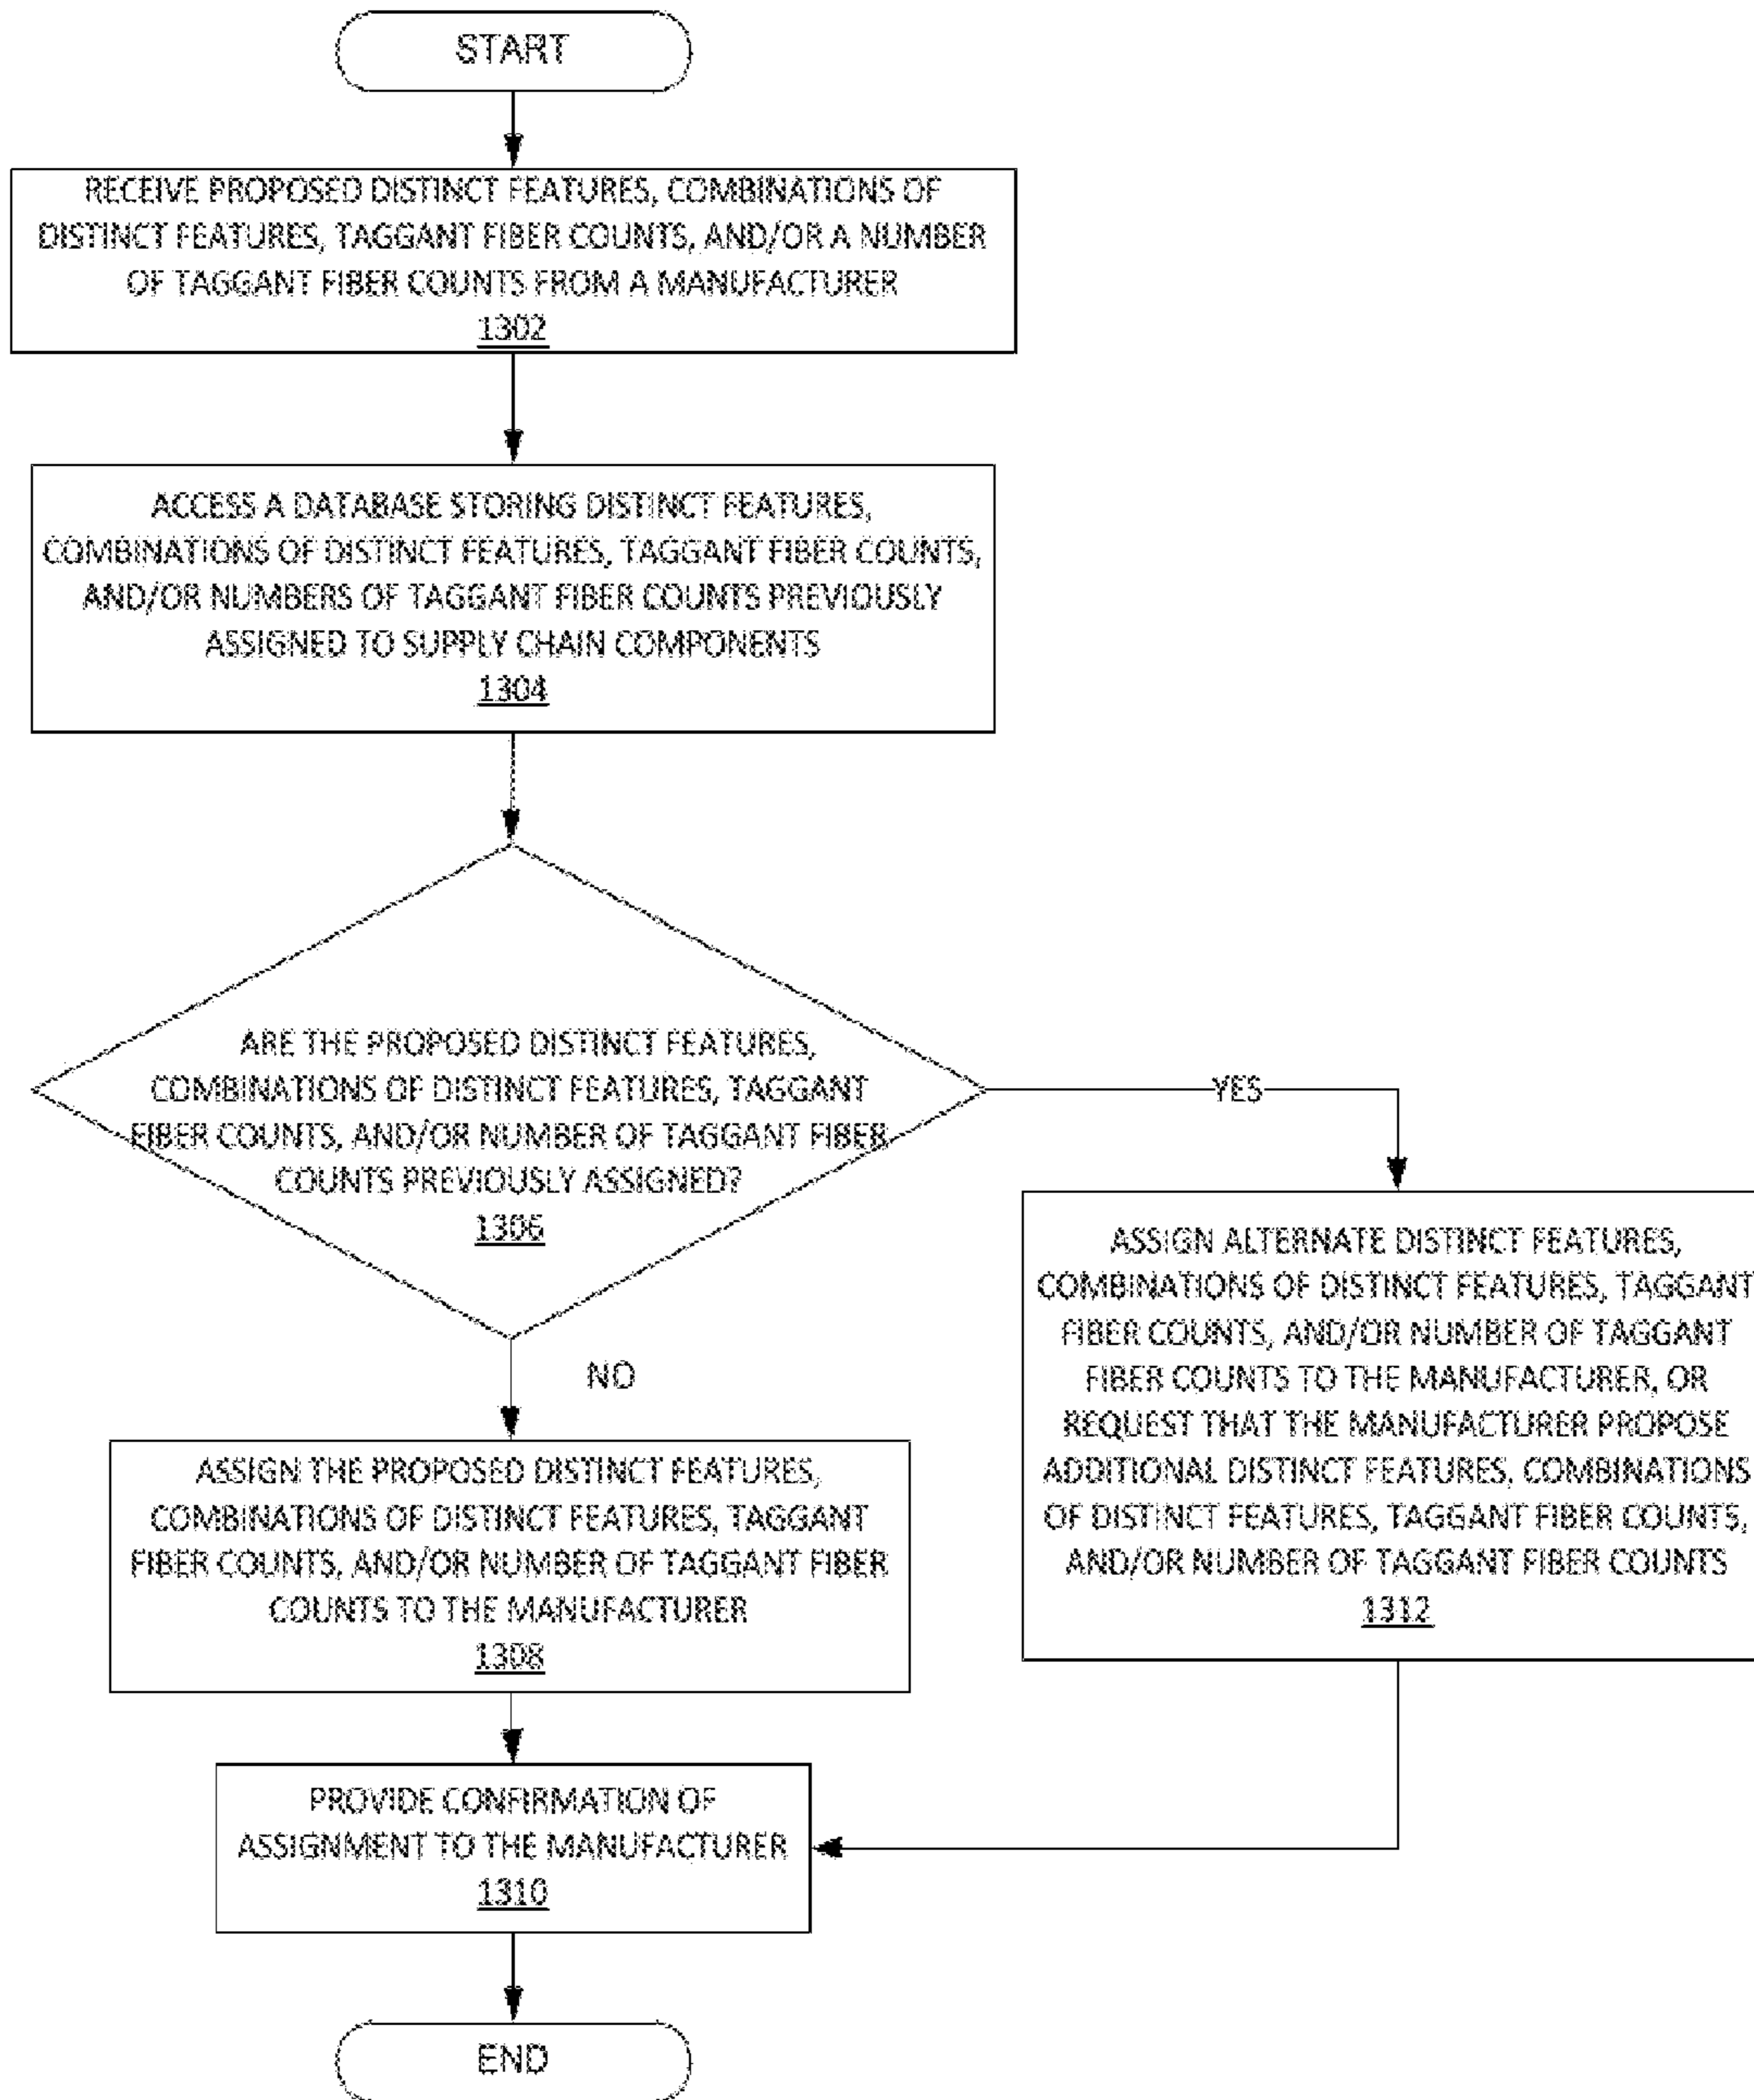 START
RECEIVE PROPOSED DISTINCT FEATURES, COMBINATIONS OF
DISTINCT FEATURES, TAGGANT FIBER COUNTS, AND/OR A NUMBER
OF TAGGANT FIBER COUNTS FROM A MANUFACTURER
1302
ACCESS A DATABASE STORING DISTINCT FEATURES,
COMBINATIONS OF DISTINCT FEATURES, TAGGANT FIBER COUNTS,
AND/OR NUMBERS OF TAGGANT FIBER COUNTS PREVIOUSLY
ASSIGNED TO SUPPLY CHAIN COMPONENTS
1304
ARE THE PROPOSED DISTINCT FEATURES,
COMBINATIONS OF DISTINCT FEATURES, TAGGANT
FIBER COUNTS, AND/OR NUMBER OF TAGGANT FIBER
COUNTS PREVIOUSLY ASSIGNED?
1306
YES
NO
ASSIGN ALTERNATE DISTINCT FEATURES,
COMBINATIONS OF DISTINCT FEATURES, TAGGANT
FIBER COUNTS, AND/OR NUMBER OF TAGGANT
FIBER COUNTS TO THE MANUFACTURER, OR
REQUEST THAT THE MANUFACTURER PROPOSE
ADDITIONAL DISTINCT FEATURES, COMBINATIONS
OF DISTINCT FEATURES, TAGGANT FIBER COUNTS,
AND/OR NUMBER OF TAGGANT FIBER COUNTS
1312
ASSIGN THE PROPOSED DISTINCT FEATURES,
COMBINATIONS OF DISTINCT FEATURES, TAGGANT
FIBER COUNTS, AND/OR NUMBER OF TAGGANT FIBER
COUNTS TO THE MANUFACTURER
1308
PROVIDE CONFIRMATION OF
ASSIGNMENT TO THE MANUFACTURER
1310
END